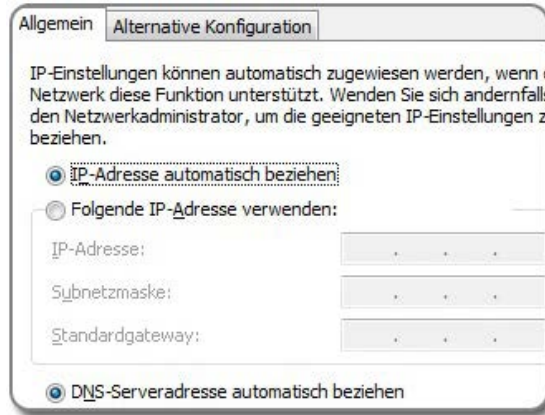 Allgemein Alternative Konfiguration
IP-Einstellungen können automatisch zugewiesen werden, wenn
Netzwerk diese Funktion unterstützt. Wenden Sie sich andernfalls
den Netzwerkadministrator, um die geeigneten IP-Einstellungen z
beziehen.
IP-Adresse automatisch beziehen
Folgende IP-Adresse verwenden:
IP-Adresse:
Subnetzmaske:
Standardgateway:
DNS-Serveradresse automatisch beziehen